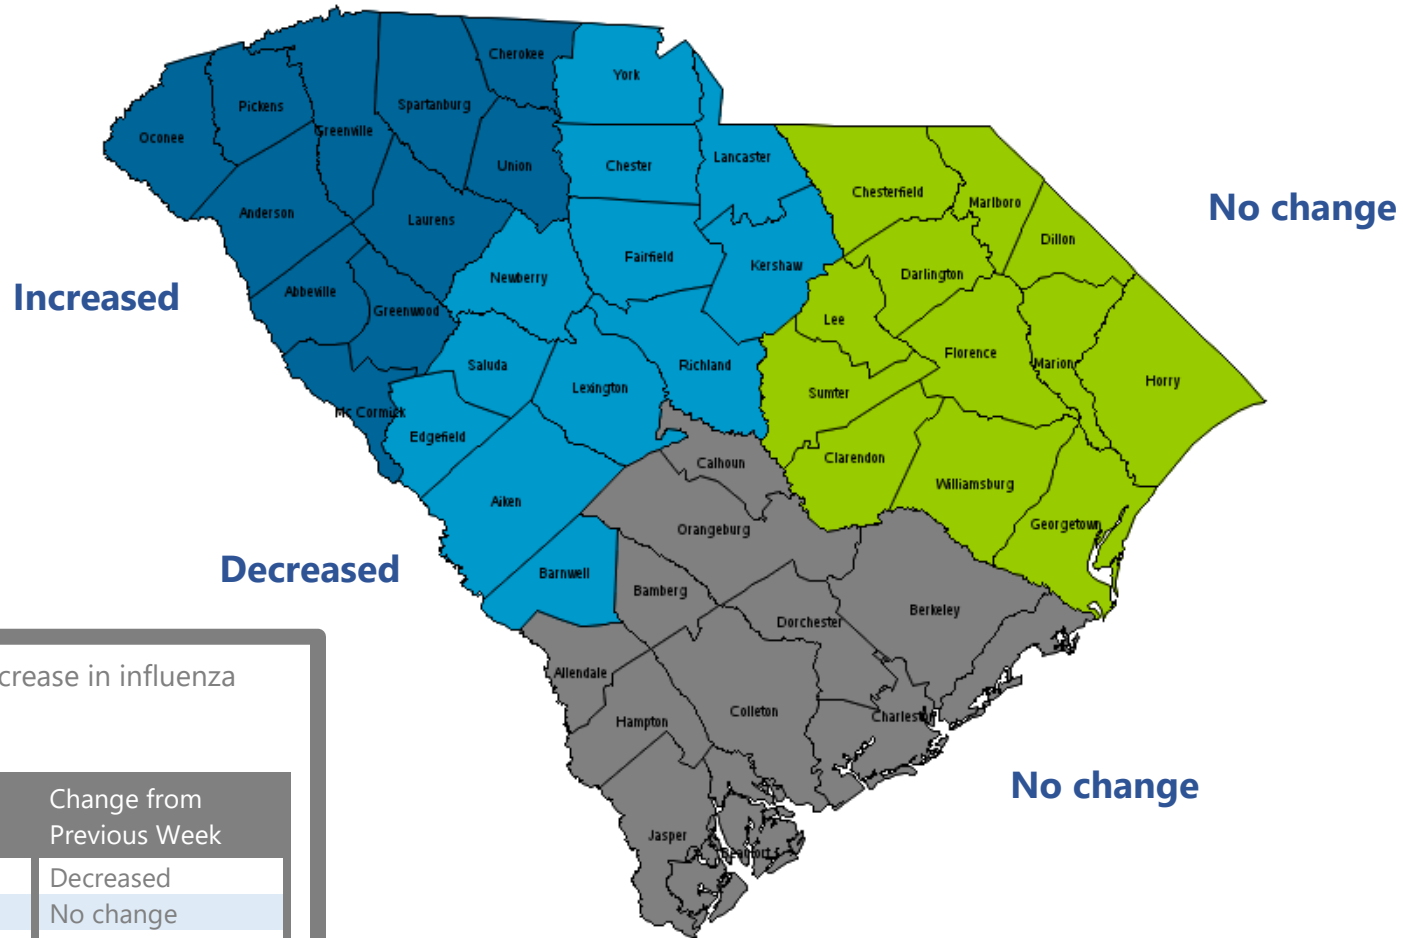 Cherokee
York
Pickens
Spartanburg
Greenville
Oconee
Union
Chester
Lancaster
Chesterfield
Marlboro
No change
Anderson
Laurens
Dillon
Fairfield
Kershaw
Newberry
Darlington
Increased
Abbeville
Greenwood
Lee
Florence
Marion
Saluda
Richland
Lexington
Horry
Sumter
Mc Cormick
Edgefield
Calhoun
Clarendon
Williamsburg
Aiken
Georgetown
Orangeburg
Decreased
Barnwell
Bamberg
Berkeley
Dorchester
crease in influenza
Allendale
Colleton
Hampton
Charleston
No change
Change from
Previous Week
Jasper
Beaufort
Decreased
No change